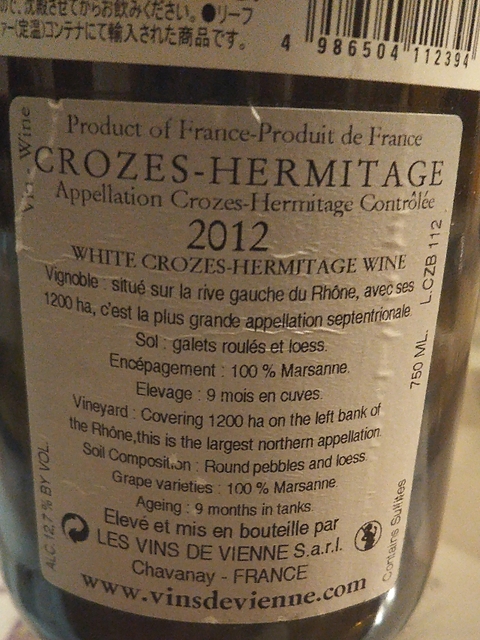 ので、沈殿させてからお飲みください。●リーフ
ァー(定温)コンテナにて輸入された商品です。
4 986504 112394
Product of France-Produit de France
CROZES-HERMITAGE
Appellation Crozes-Hermitage Contrôlée
2012
WHITE CROZES-HERMITAGE WINE
Vignoble : situé sur la rive gauche du Rhône, avec ses
1200 ha, c'est la plus grande appellation septentrionale.
Sol : galets roulés et loess.
Encépagement : 100 % Marsanne.
Elevage : 9 mois en cuves.
Vineyard : Covering 1200 ha on the left bank of
the Rhône,this is the largest northern appellation.
Soil Composition : Round pebbles and loess.
Grape varieties : 100 % Marsanne.
Ageing : 9 months in tanks.
Elevé et mis en bouteille par
LES VINS DE VIENNE S.a.r.l.
Chavanay - FRANCE
www.vinsdevienne.com
Wine
ALC. 12,7 % BY VOL.
750 ML. L.CZB 112
Contains Sulfites